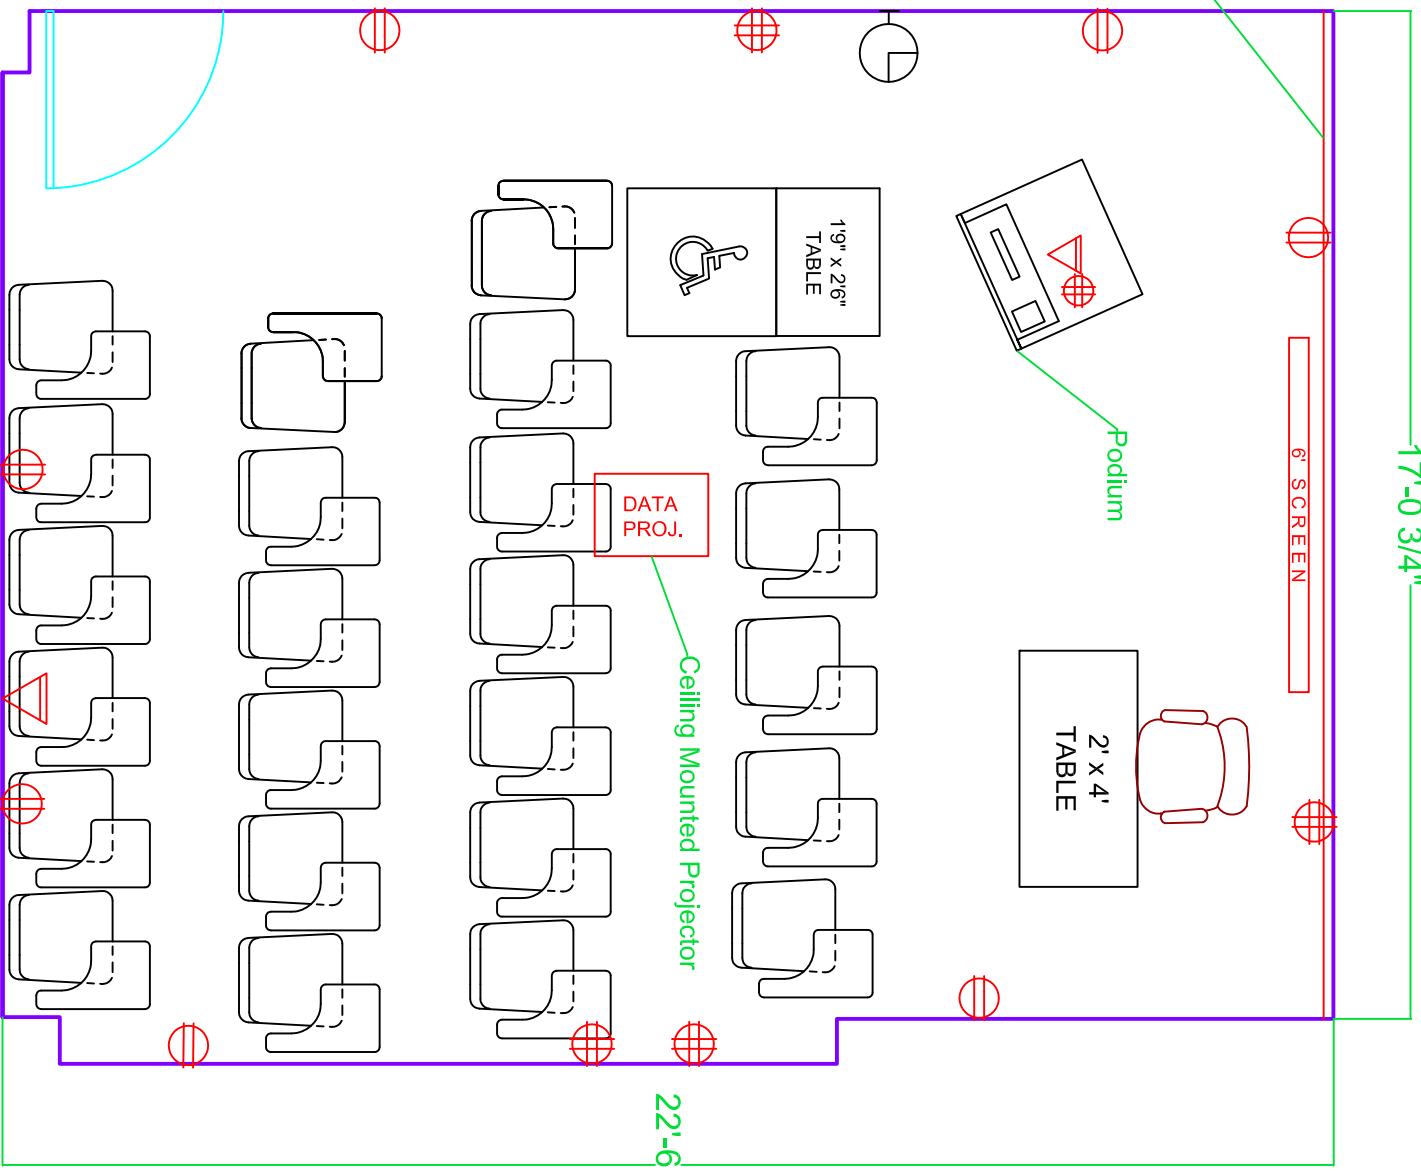 1'9" x 2'6"
TABLE
DATA
PROJ.
Podium
6' SCREEN
17'-0 3/4"
2' x 4'
TABLE
Ceiling Mounted Projector
22'-6